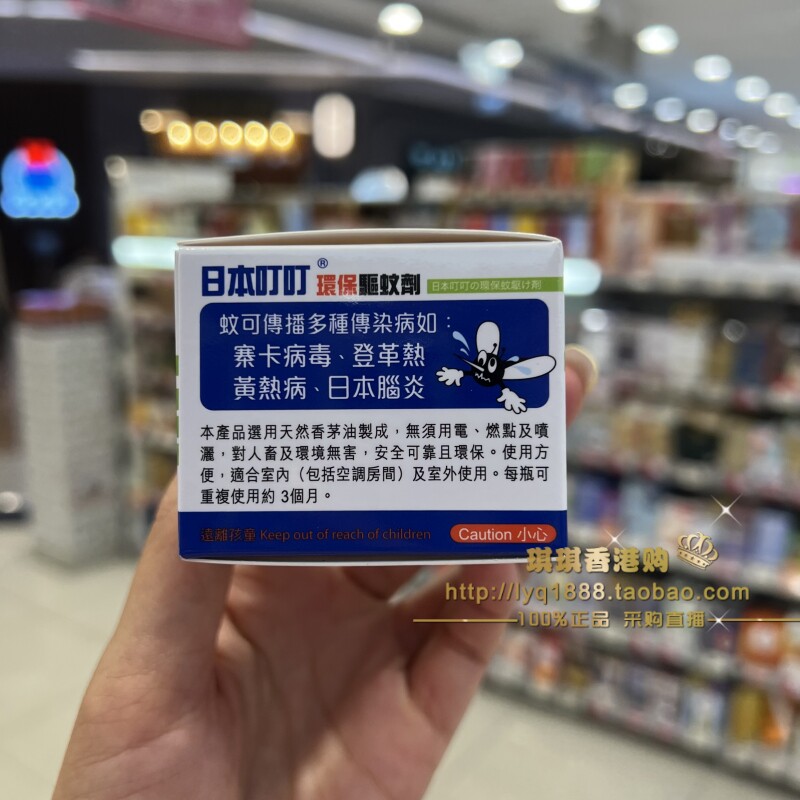 日本叮叮® 環保驅蚊劑 日本叮叮の環保蚊駆け剤
蚊可傳播多種傳染病如：
寨卡病毒、登革熱
黃熱病、日本腦炎
本產品選用天然香茅油製成，無須用電、燃點及噴
灑，對人畜及環境無害，安全可靠且環保。使用方
便，適合室內（包括空調房間）及室外使用。每瓶可
重複使用約 3個月。
遠離孩童 Keep out of reach of children Caution 小心
琪琪香港购
http://lyq1888.taobao.com
100%正品 采购直播